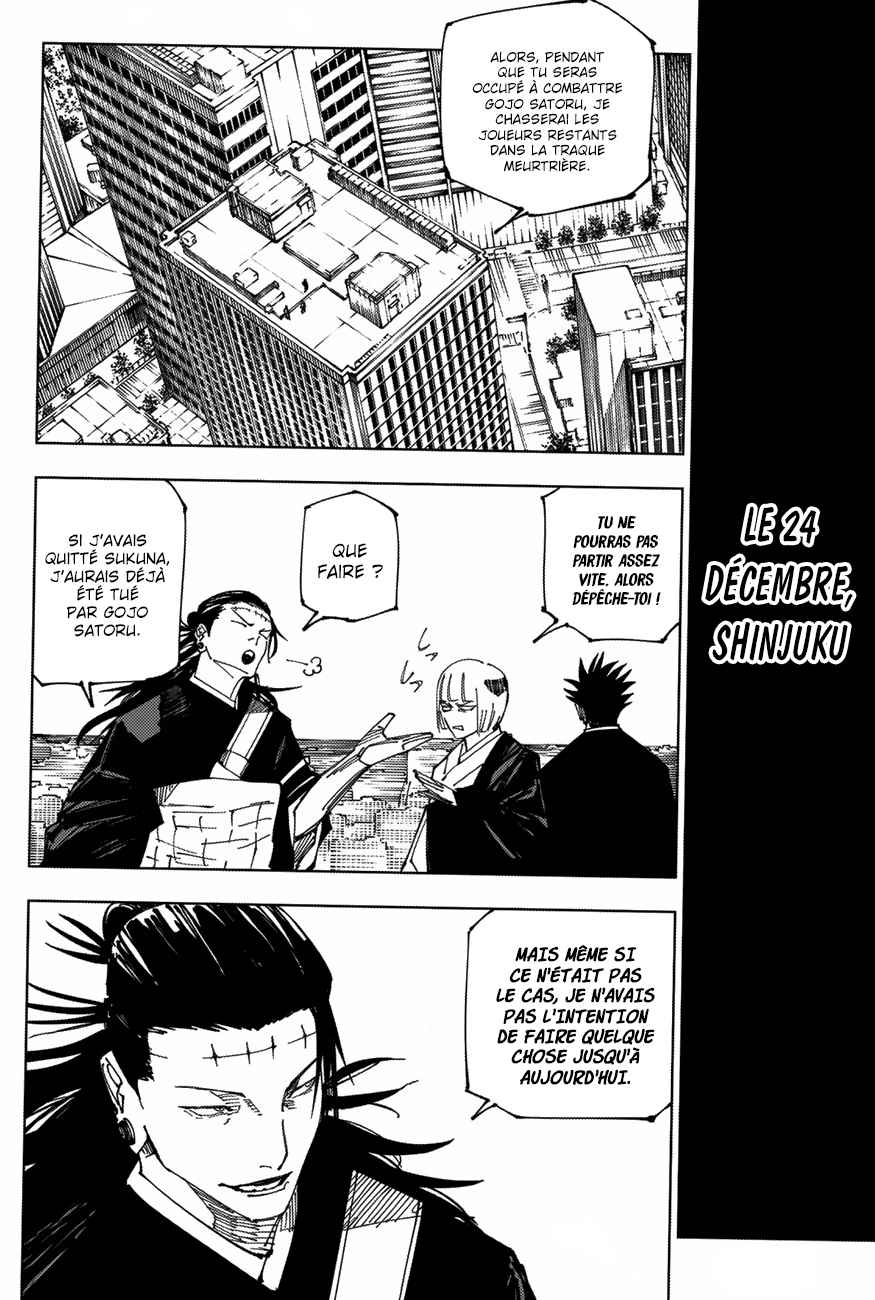 ALORS, PENDANT
QUE TU SERAS
OCCUPÉ À COMBATTRE
GOJO SATORU, JE
CHASSERAI LES
JOUEURS RESTANTS
DANS LA TRAQUE
MEURTRIÈRE.
LE 24
DÉCEMBRE,
SHINJUKU
TU NE
POURRAS PAS
PARTIR ASSEZ
VITE. ALORS
DÉPÊCHE-TOI !
QUE
FAIRE ?
SI J'AVAIS
QUITTÉ SUKUNA,
J'AURAIS DÉJÀ
ÉTÉ TUÉ
PAR GOJO
SATORU.
MAIS MÊME SI
CE N'ÉTAIT PAS
LE CAS, JE N'AVAIS
PAS L'INTENTION
DE FAIRE QUELQUE
CHOSE JUSQU'À
AUJOURD'HUI.